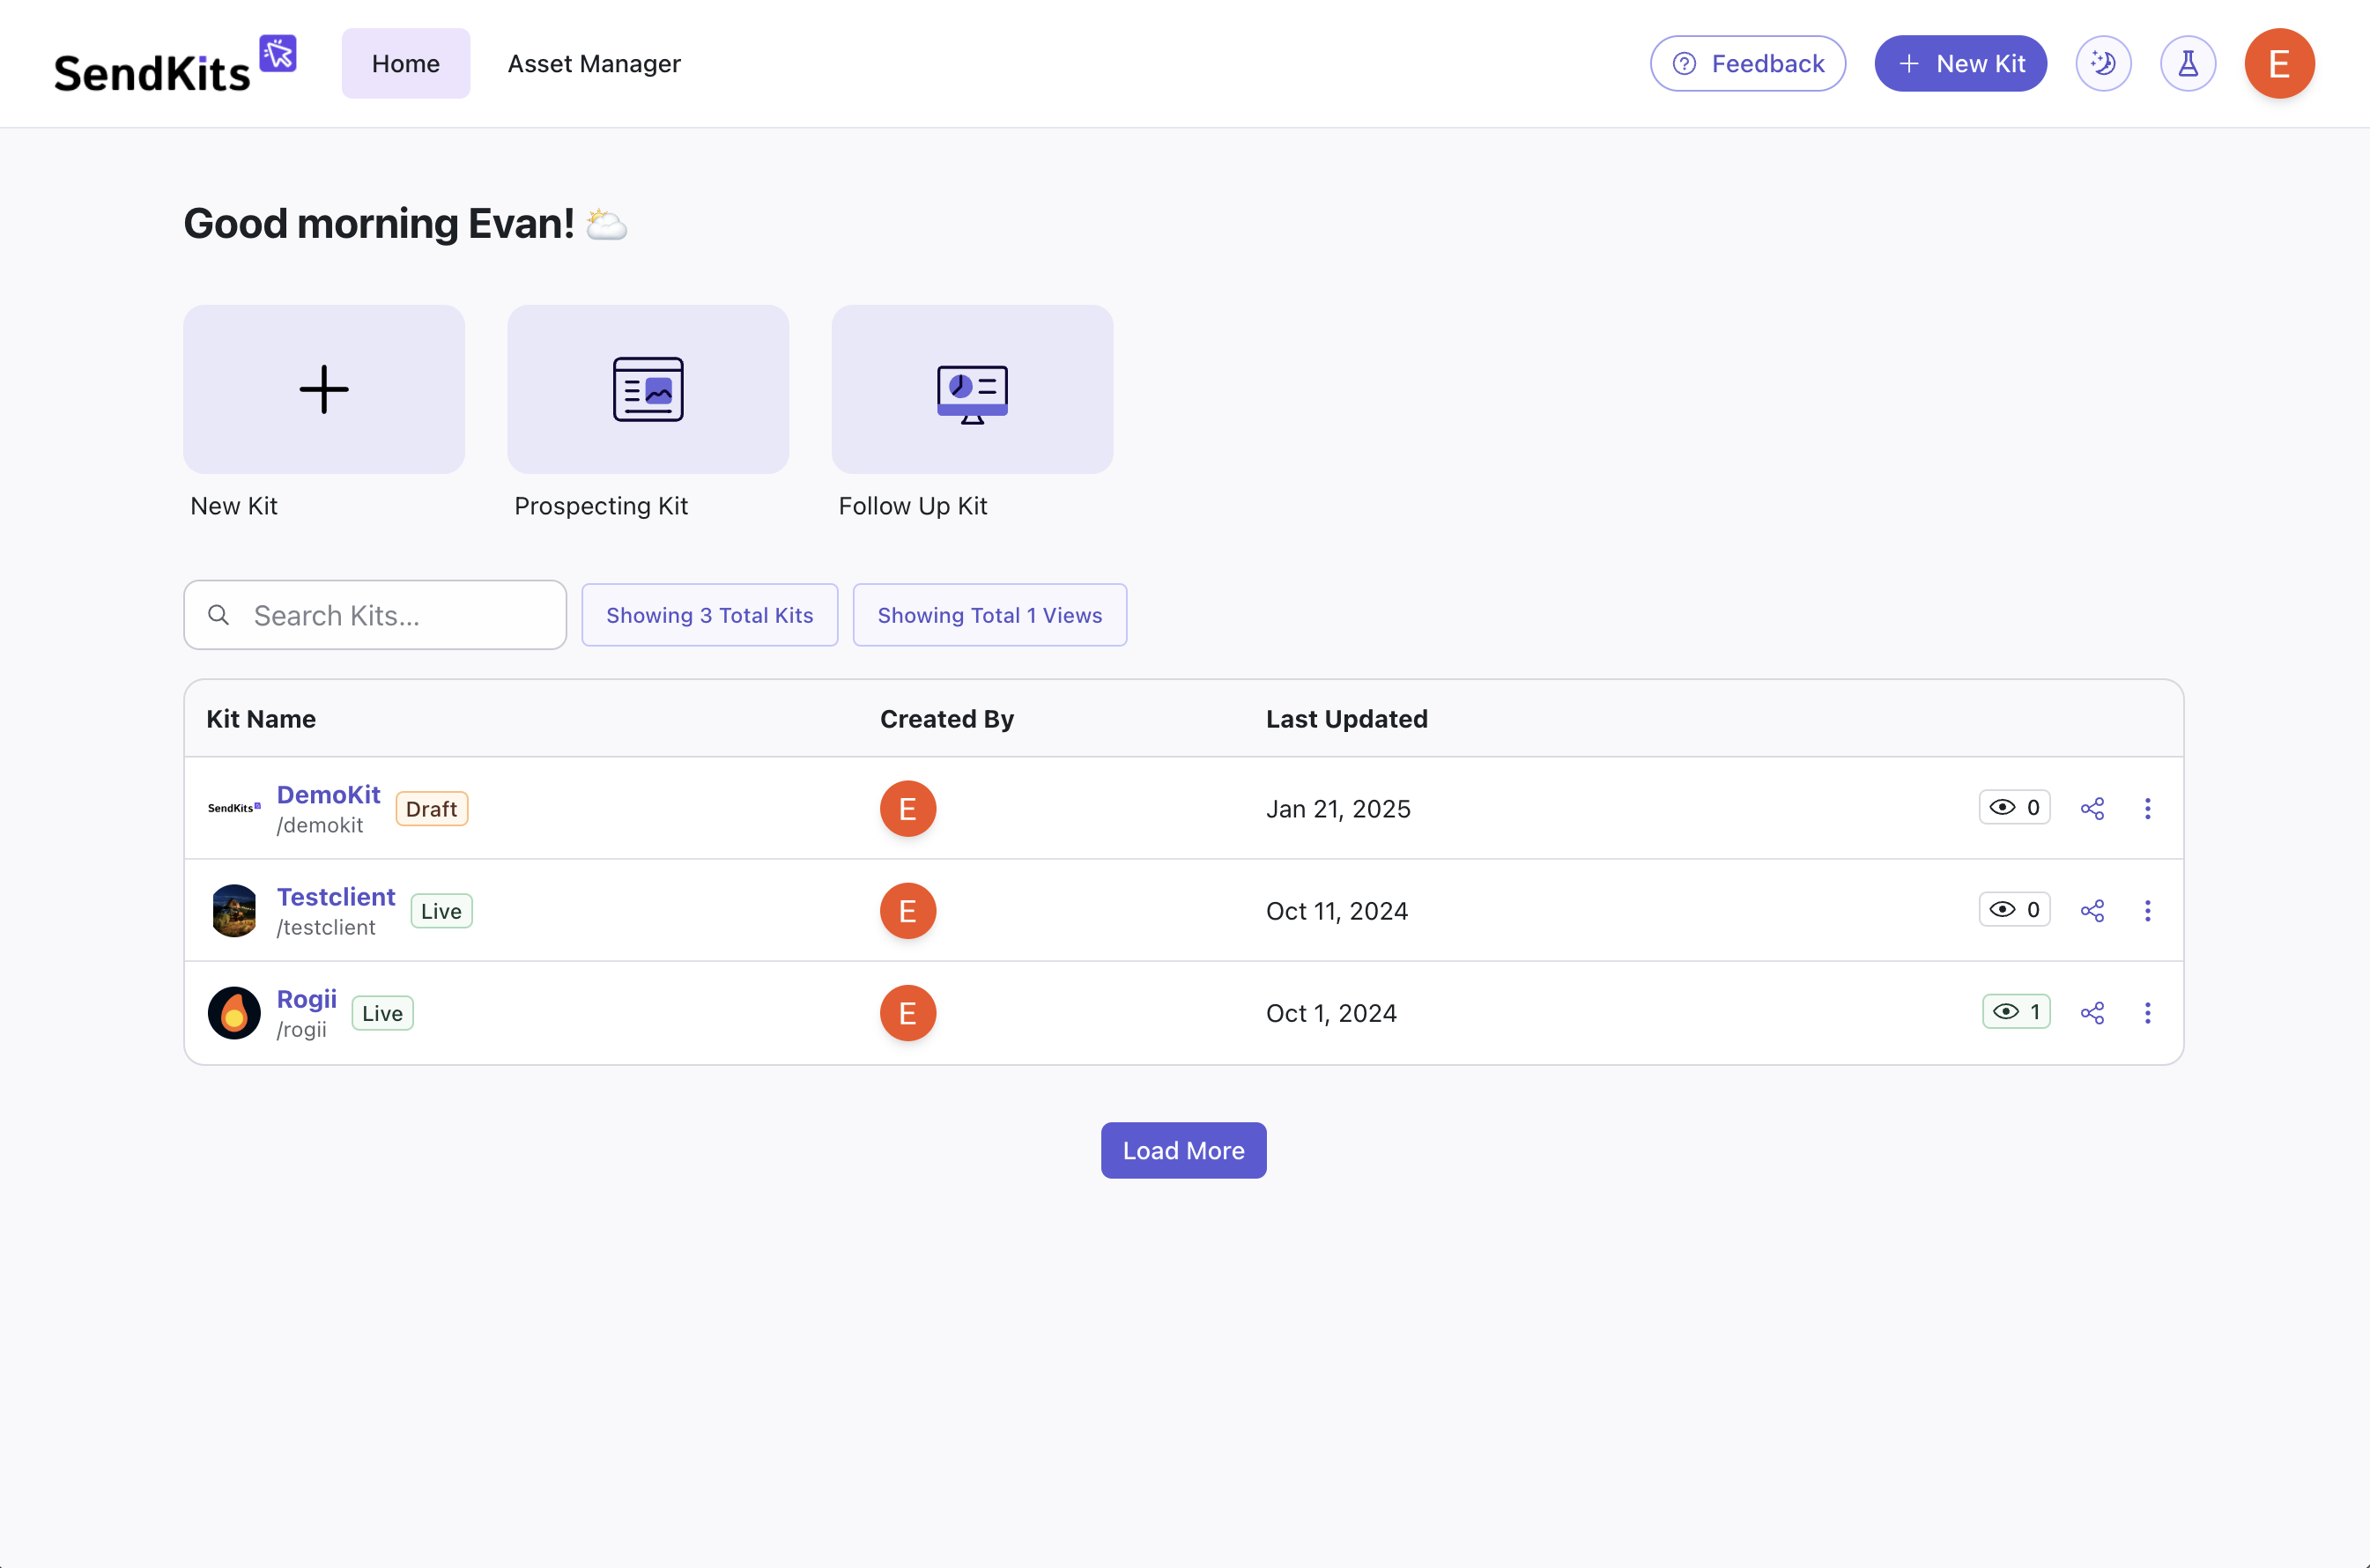 SendKits
Home
Asset Manager
Feedback
New Kit
E
Good morning Evan!
New Kit
Prospecting Kit
Follow Up Kit
Search Kits...
Showing 3 Total Kits
Showing Total 1 Views
Kit Name
Created By
Last Updated
SendKits
DemoKit
/demokit
Draft
E
Jan 21, 2025
0
Testclient
/testclient
Live
E
Oct 11, 2024
0
Rogii
/rogii
Live
E
Oct 1, 2024
1
Load More